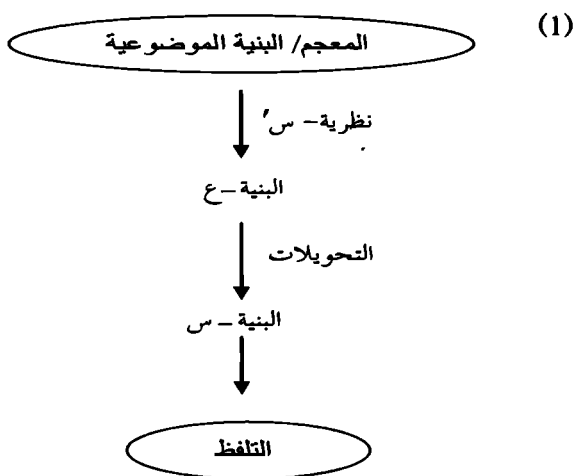 (1)
المعجم/ البنية الموضوعية
نظرية – سَ
البنية – ع
التحويلات
البنية – س
التلفظ